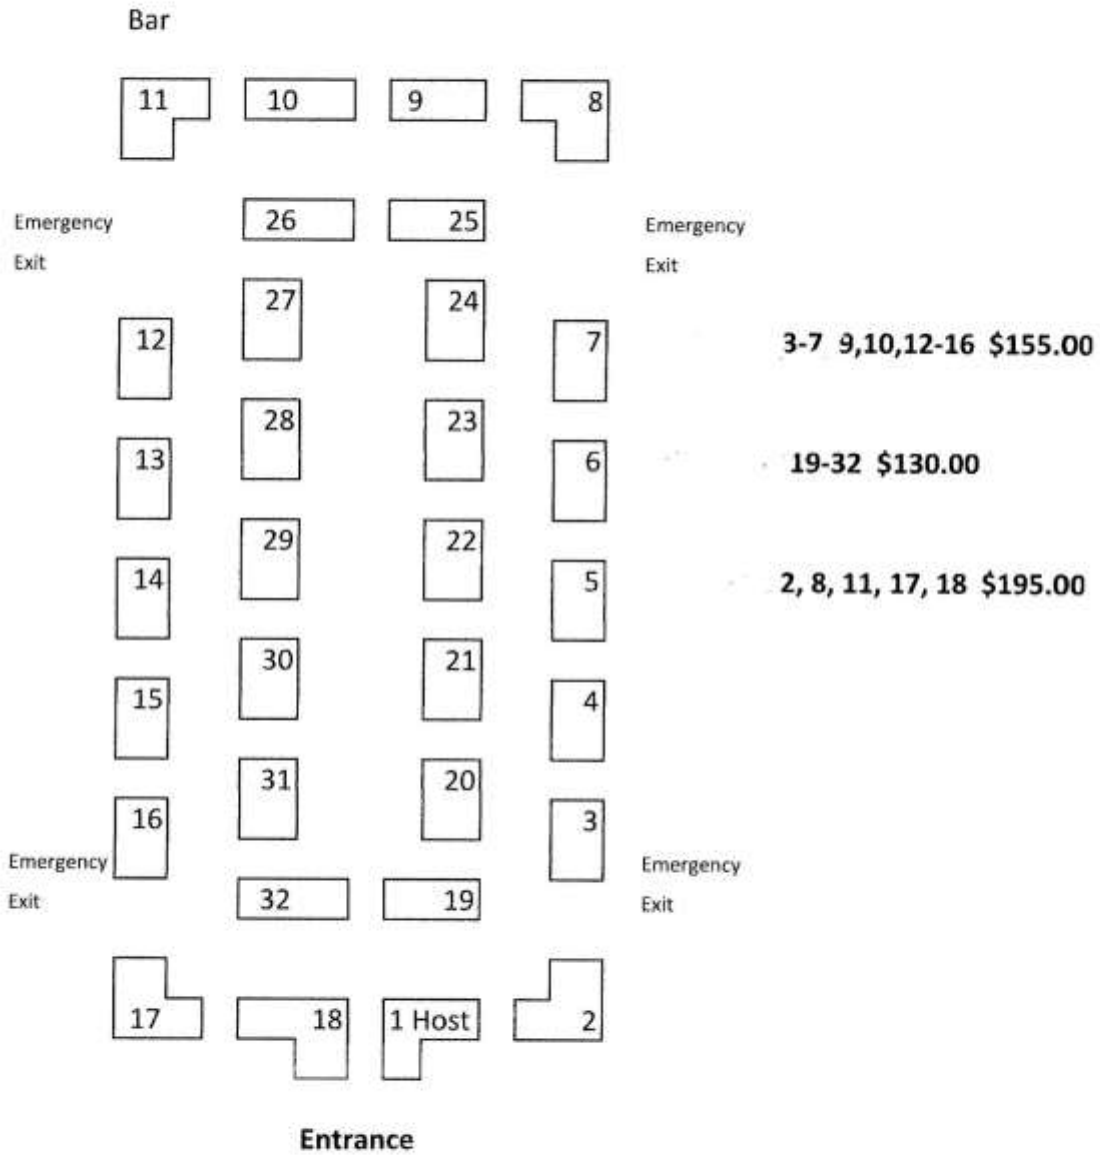 Bar
11 10 9 8
26 25
Emergency Emergency
Exit Exit
27 24
12 7 3-7 9,10,12-16 $155.00
28 23
13 6 19-32 $130.00
29 22
14 5 2, 8, 11, 17, 18 $195.00
30 21
15 4
31 20
16 3
Emergency Emergency
Exit Exit
32 19
17 18 1 Host 2
Entrance